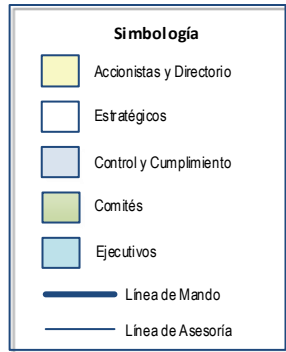 Simbología
Accionistas y Directorio
Estratégicos
Control y Cumplimiento
Comités
Ejecutivos
Línea de Mando
Línea de Asesoría